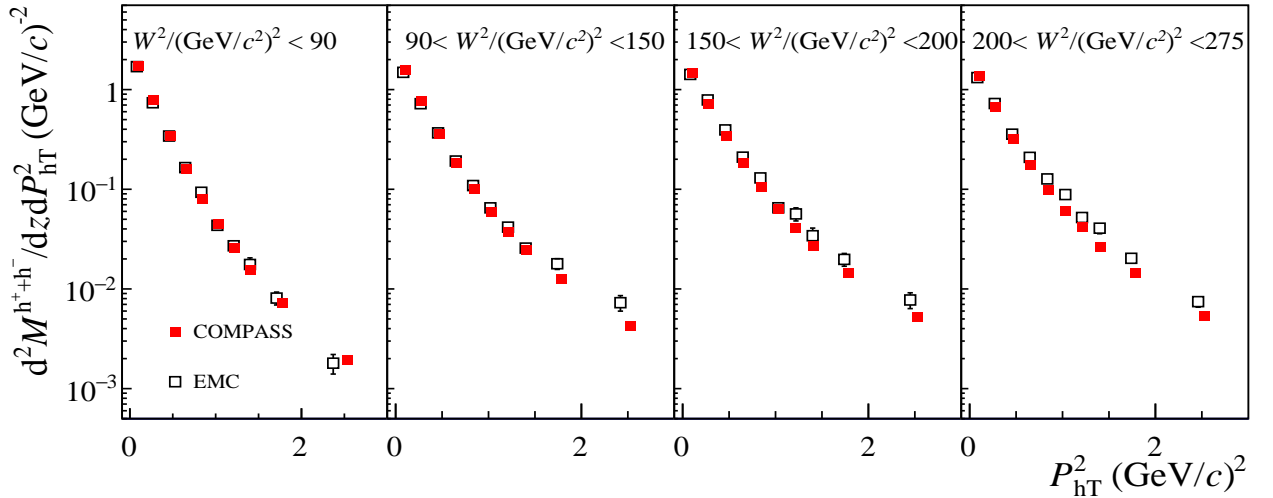 d²M^{h⁺+h⁻}/dzdP²_{hT} (GeV/c)⁻²
W²/(GeV/c²)² < 90
90< W²/(GeV/c²)² <150
150< W²/(GeV/c²)² <200
200< W²/(GeV/c²)² <275
1
10⁻¹
10⁻²
10⁻³
COMPASS
EMC
0 2 0 2 0 2 0 2
P²_{hT} (GeV/c)²